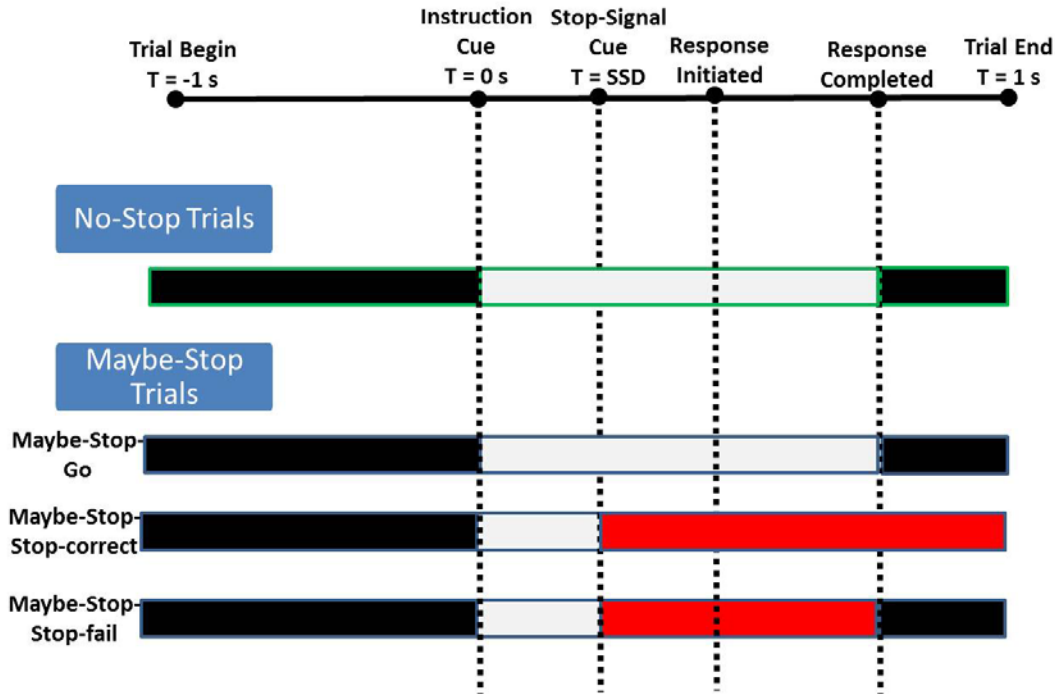 Trial Begin
T = -1 s
Instruction
Cue
T = 0 s
Stop-Signal
Cue
T = SSD
Response
Initiated
Response
Completed
Trial End
T = 1 s
No-Stop Trials
Maybe-Stop
Trials
Maybe-Stop-
Go
Maybe-Stop-
Stop-correct
Maybe-Stop-
Stop-fail